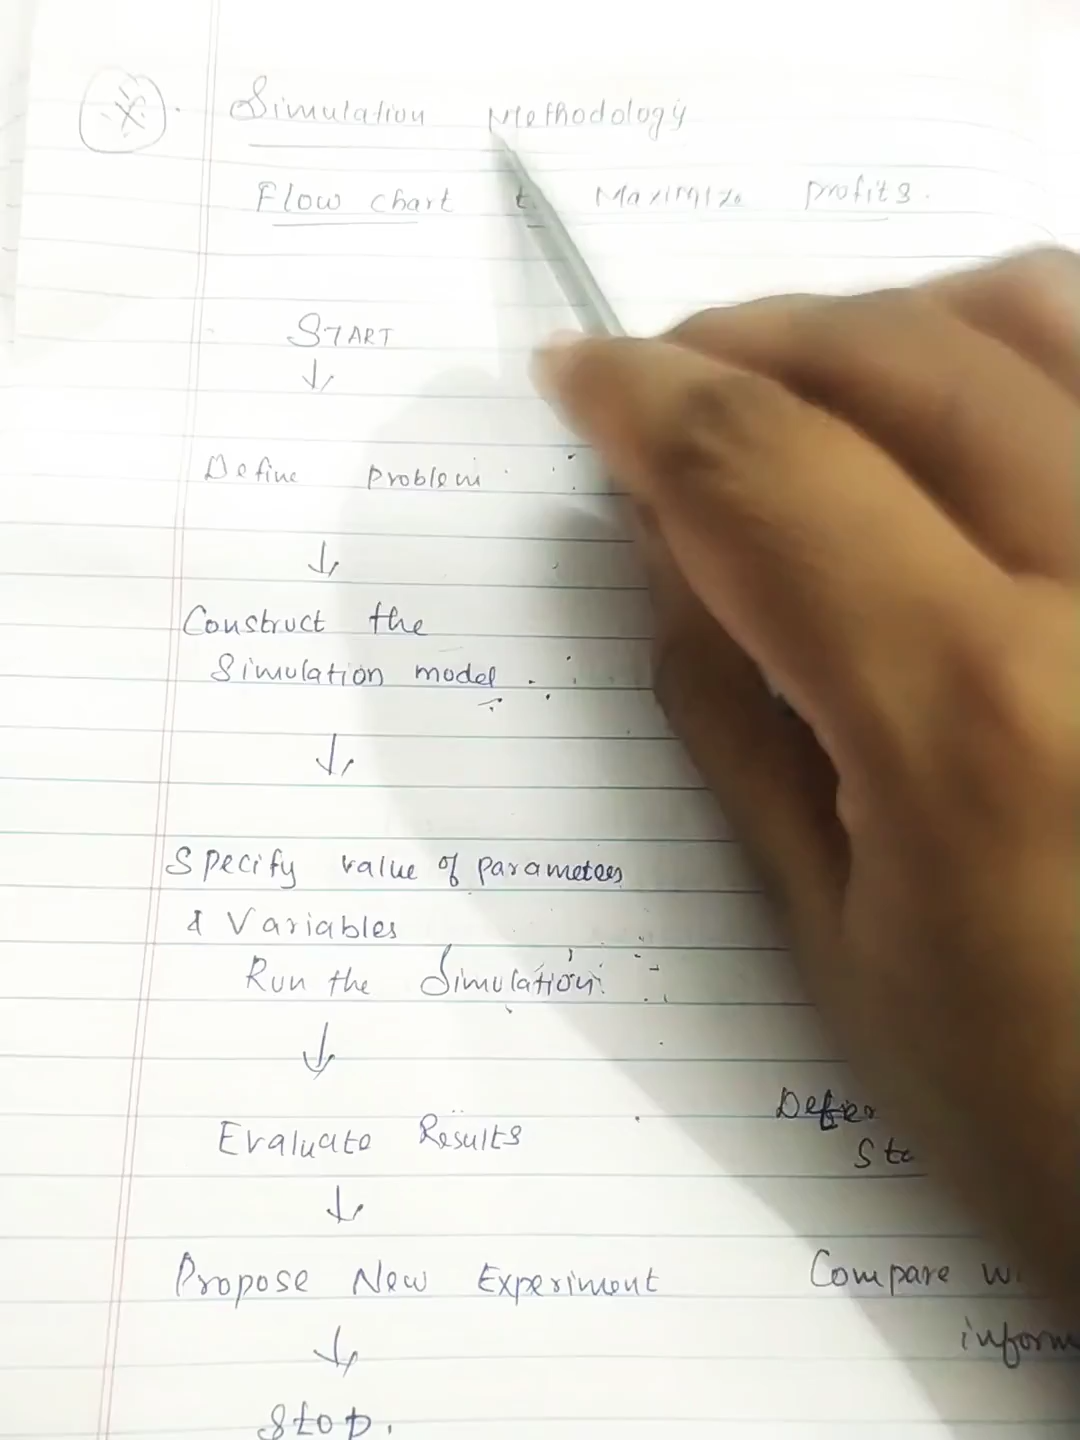 Simulation Methodology
Flow chart t Maximize profits.
START
Define problem
Construct the
Simulation model
Specify value of parameters
& Variables
Run the Simulation
Evaluate Results
Propose New Experiment
Stop.
Compare